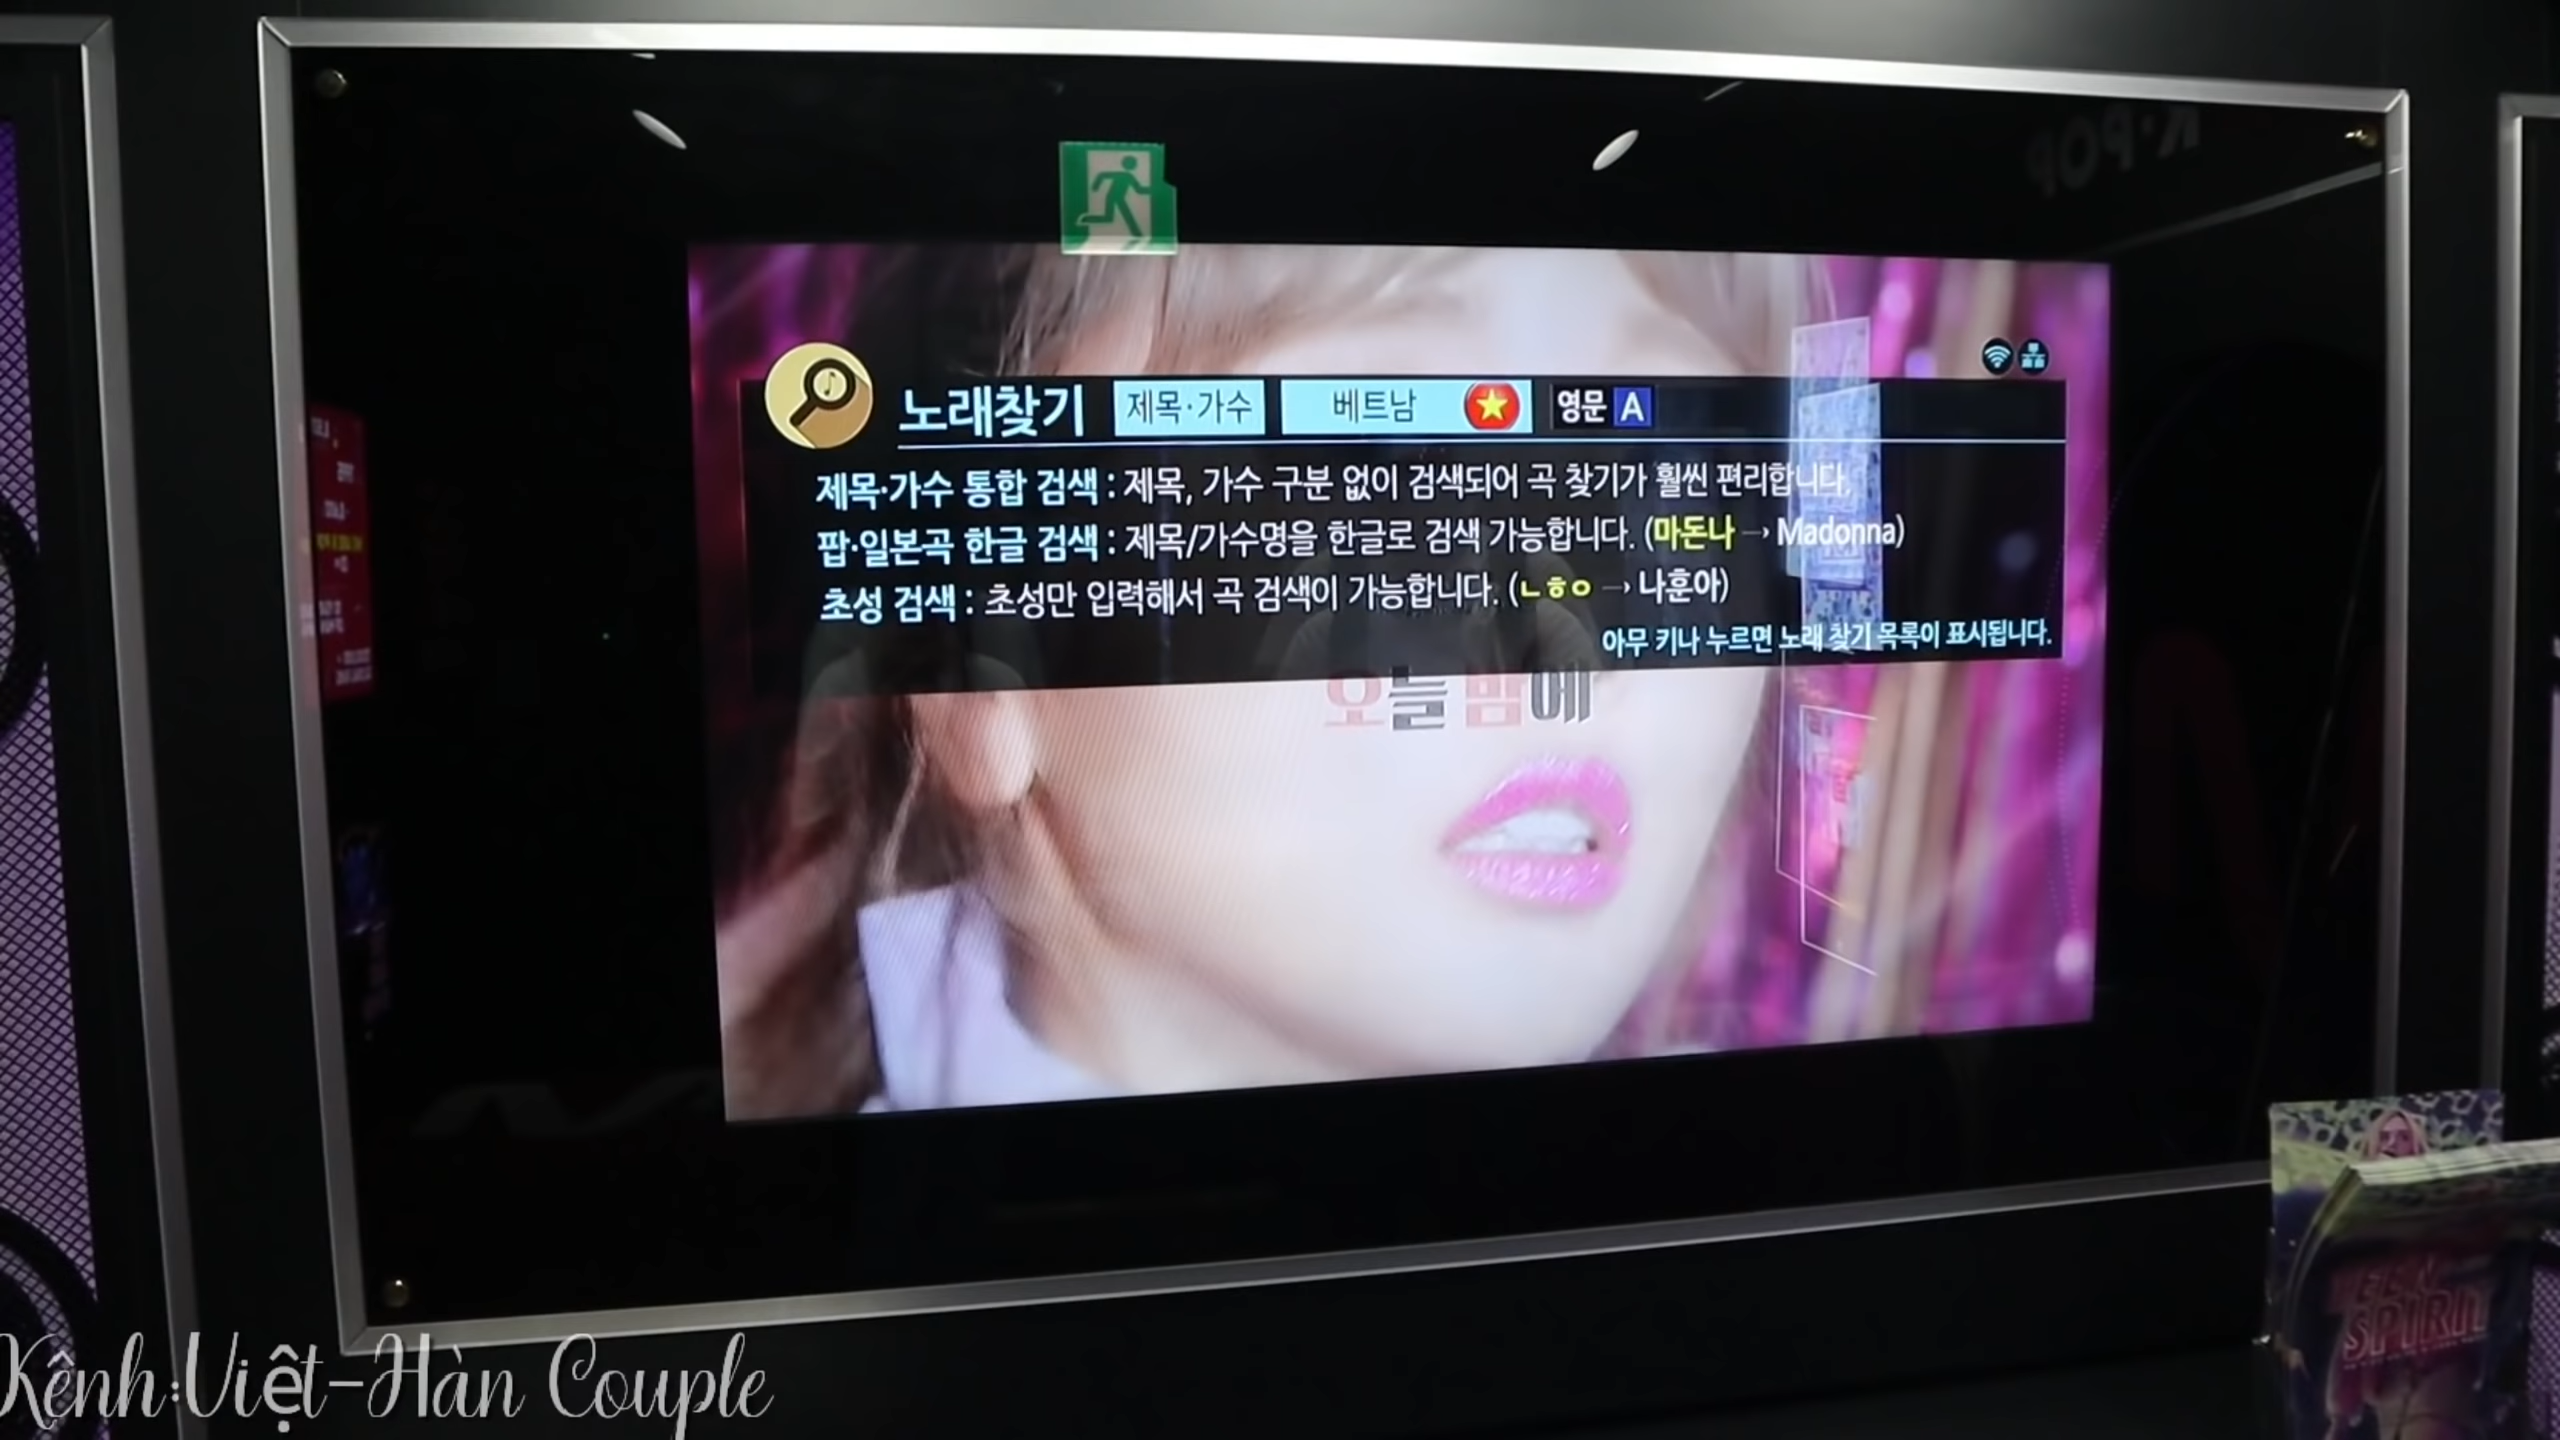 노래찾기 제목·가수 베트남 영문 A
제목·가수 통합 검색 : 제목, 가수 구분 없이 검색되어 곡 찾기가 훨씬 편리합니다.
팝·일본곡 한글 검색 : 제목/가수명을 한글로 검색 가능합니다. (마돈나 → Madonna)
초성 검색 : 초성만 입력해서 곡 검색이 가능합니다. (ㄴㅎㅇ → 나훈아)
아무 키나 누르면 노래 찾기 목록이 표시됩니다.
오늘 밤에
K·POP
SPIRIT
Kênh:Việt-Hàn Couple